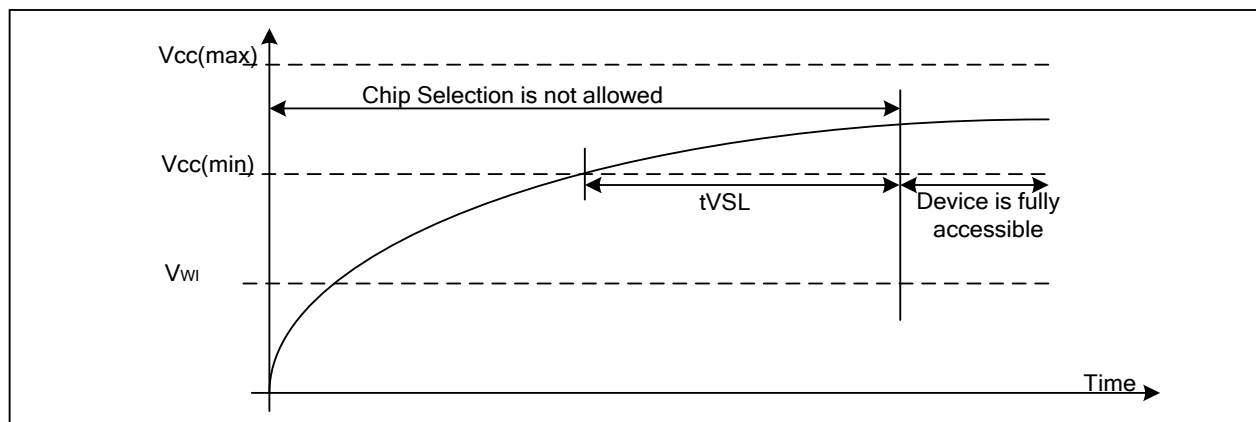 Vcc(max)
Chip Selection is not allowed
Vcc(min)
tVSL
Device is fully
accessible
VWI
Time